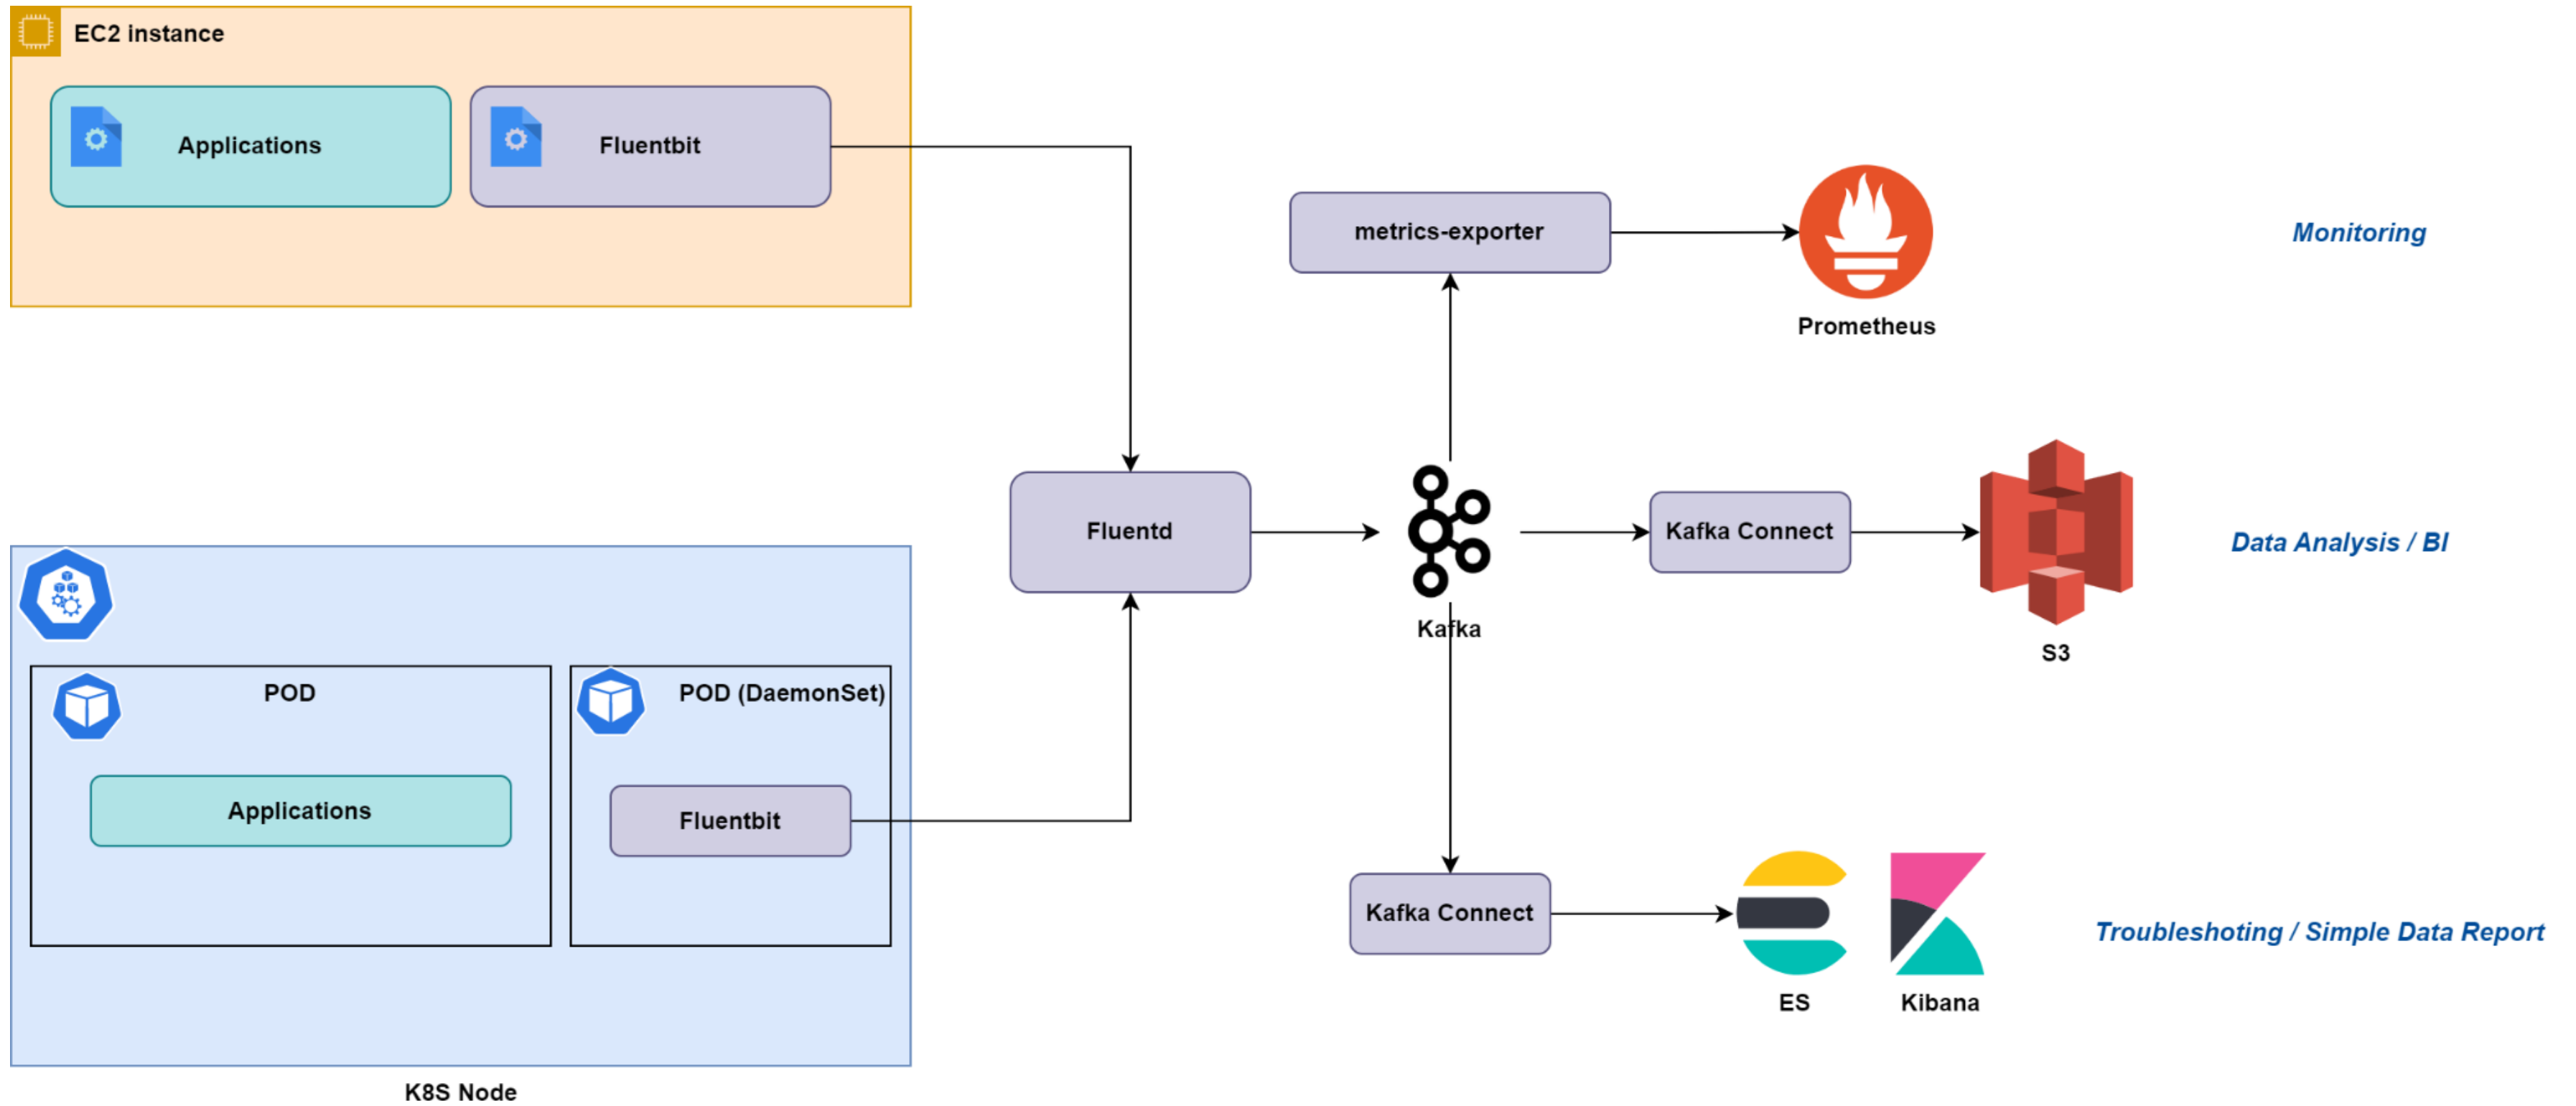 EC2 instance
Applications
Fluentbit
metrics-exporter
Prometheus
Monitoring
Fluentd
Kafka
Kafka Connect
S3
Data Analysis / BI
POD
POD (DaemonSet)
Applications
Fluentbit
Kafka Connect
ES
Kibana
Troubleshoting / Simple Data Report
K8S Node